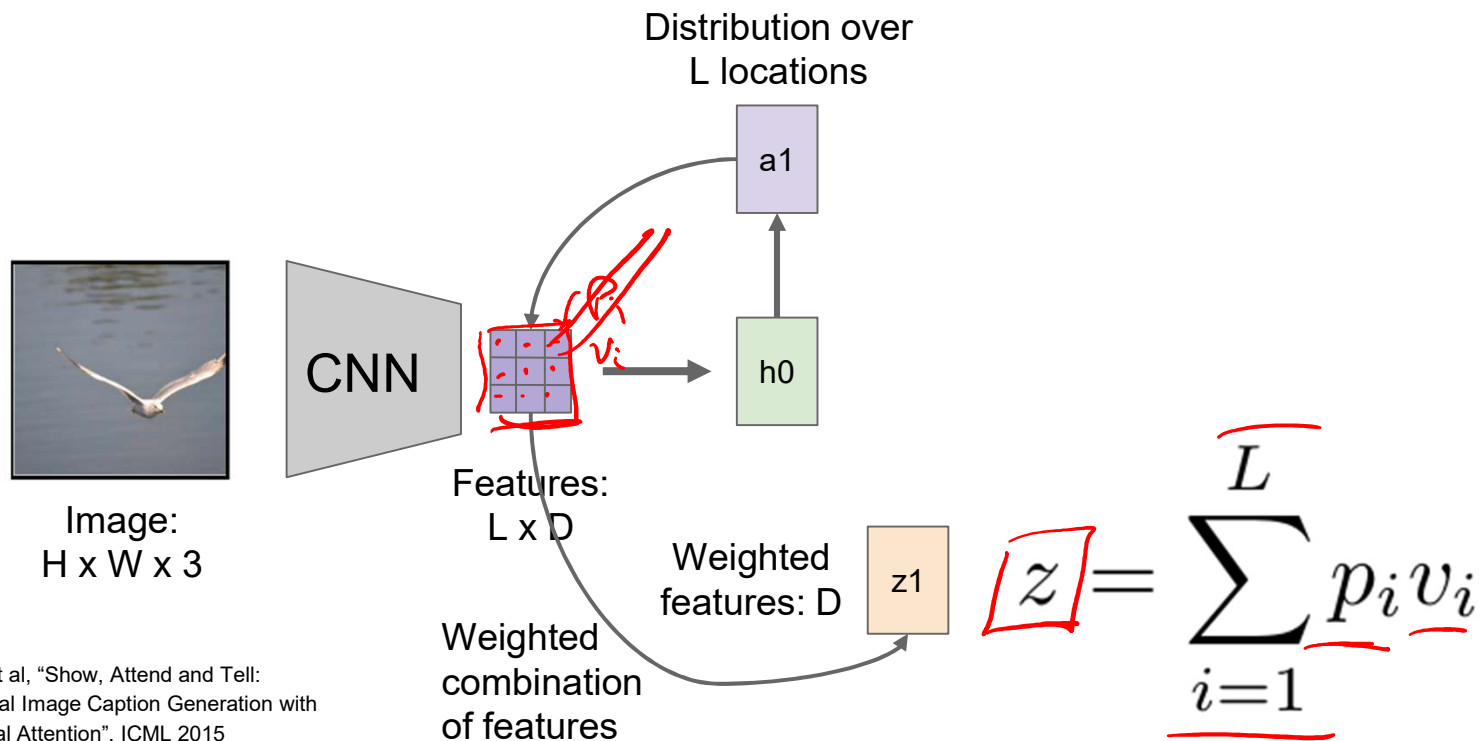 Distribution over
L locations
a1
CNN
p_i
v_i
h0
Image:
H x W x 3
Features:
L x D
Weighted
features: D
z1
z = \sum_{i=1}^{L} p_i v_i
Weighted
combination
of features
t al, “Show, Attend and Tell:
al Image Caption Generation with
al Attention”, ICML 2015